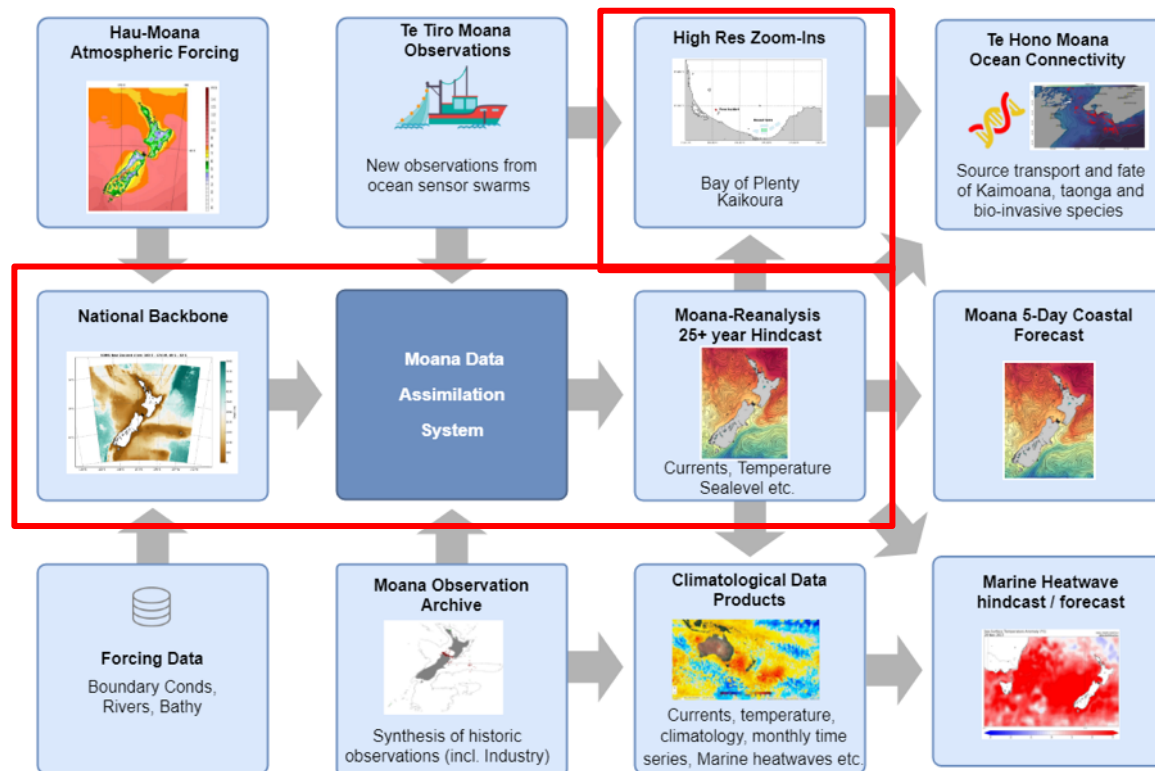 Hau-Moana
Atmospheric Forcing
Te Tiro Moana
Observations
New observations from
ocean sensor swarms
High Res Zoom-Ins
Bay of Plenty
Kaikoura
Te Hono Moana
Ocean Connectivity
Source transport and fate
of Kaimoana, taonga and
bio-invasive species
National Backbone
Moana Data
Assimilation
System
Moana-Reanalysis
25+ year Hindcast
Currents, Temperature
Sealevel etc.
Moana 5-Day Coastal
Forecast
Forcing Data
Boundary Conds,
Rivers, Bathy
Moana Observation
Archive
Synthesis of historic
observations (incl. Industry)
Climatological Data
Products
Currents, temperature,
climatology, monthly time
series, Marine heatwaves etc.
Marine Heatwave
hindcast / forecast